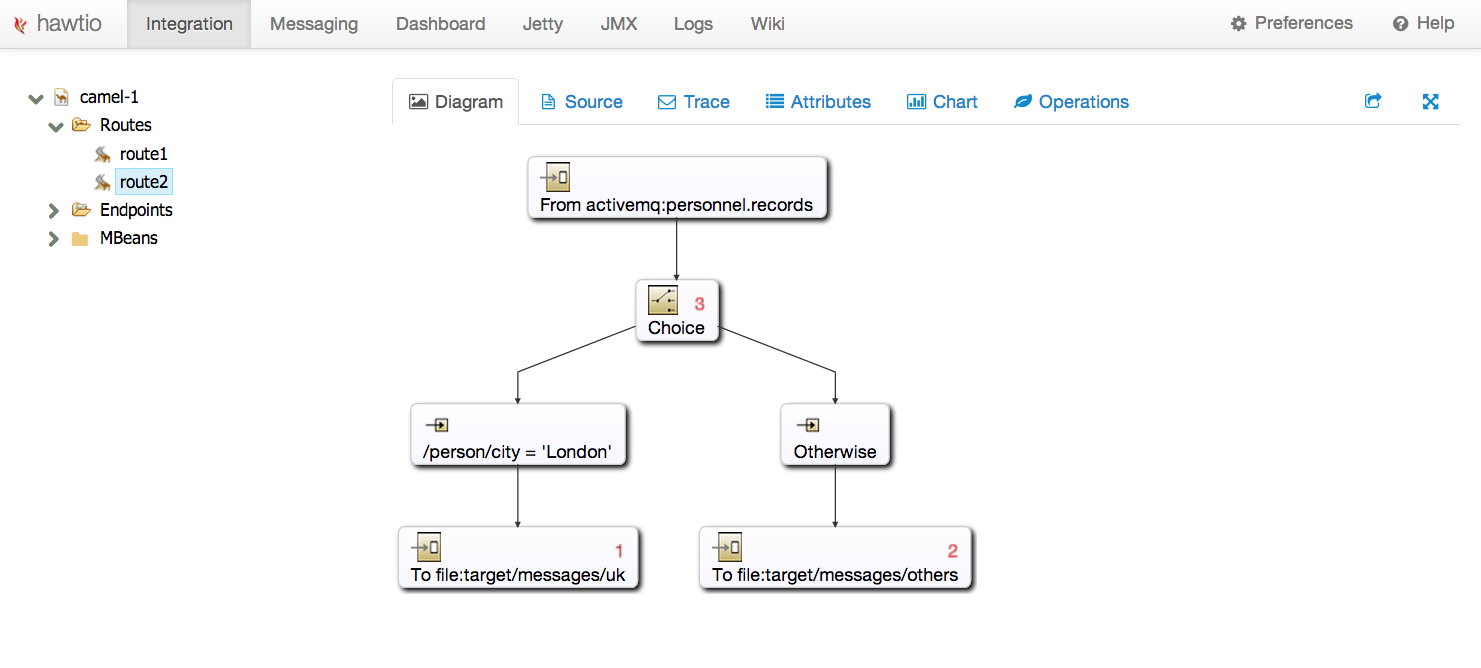 hawtio Integration Messaging Dashboard Jetty JMX Logs Wiki Preferences Help
camel-1
Routes
route1
route2
Endpoints
MBeans
Diagram Source Trace Attributes Chart Operations
From activemq:personnel.records
3
Choice
/person/city = 'London'
Otherwise
1
To file:target/messages/uk
2
To file:target/messages/others